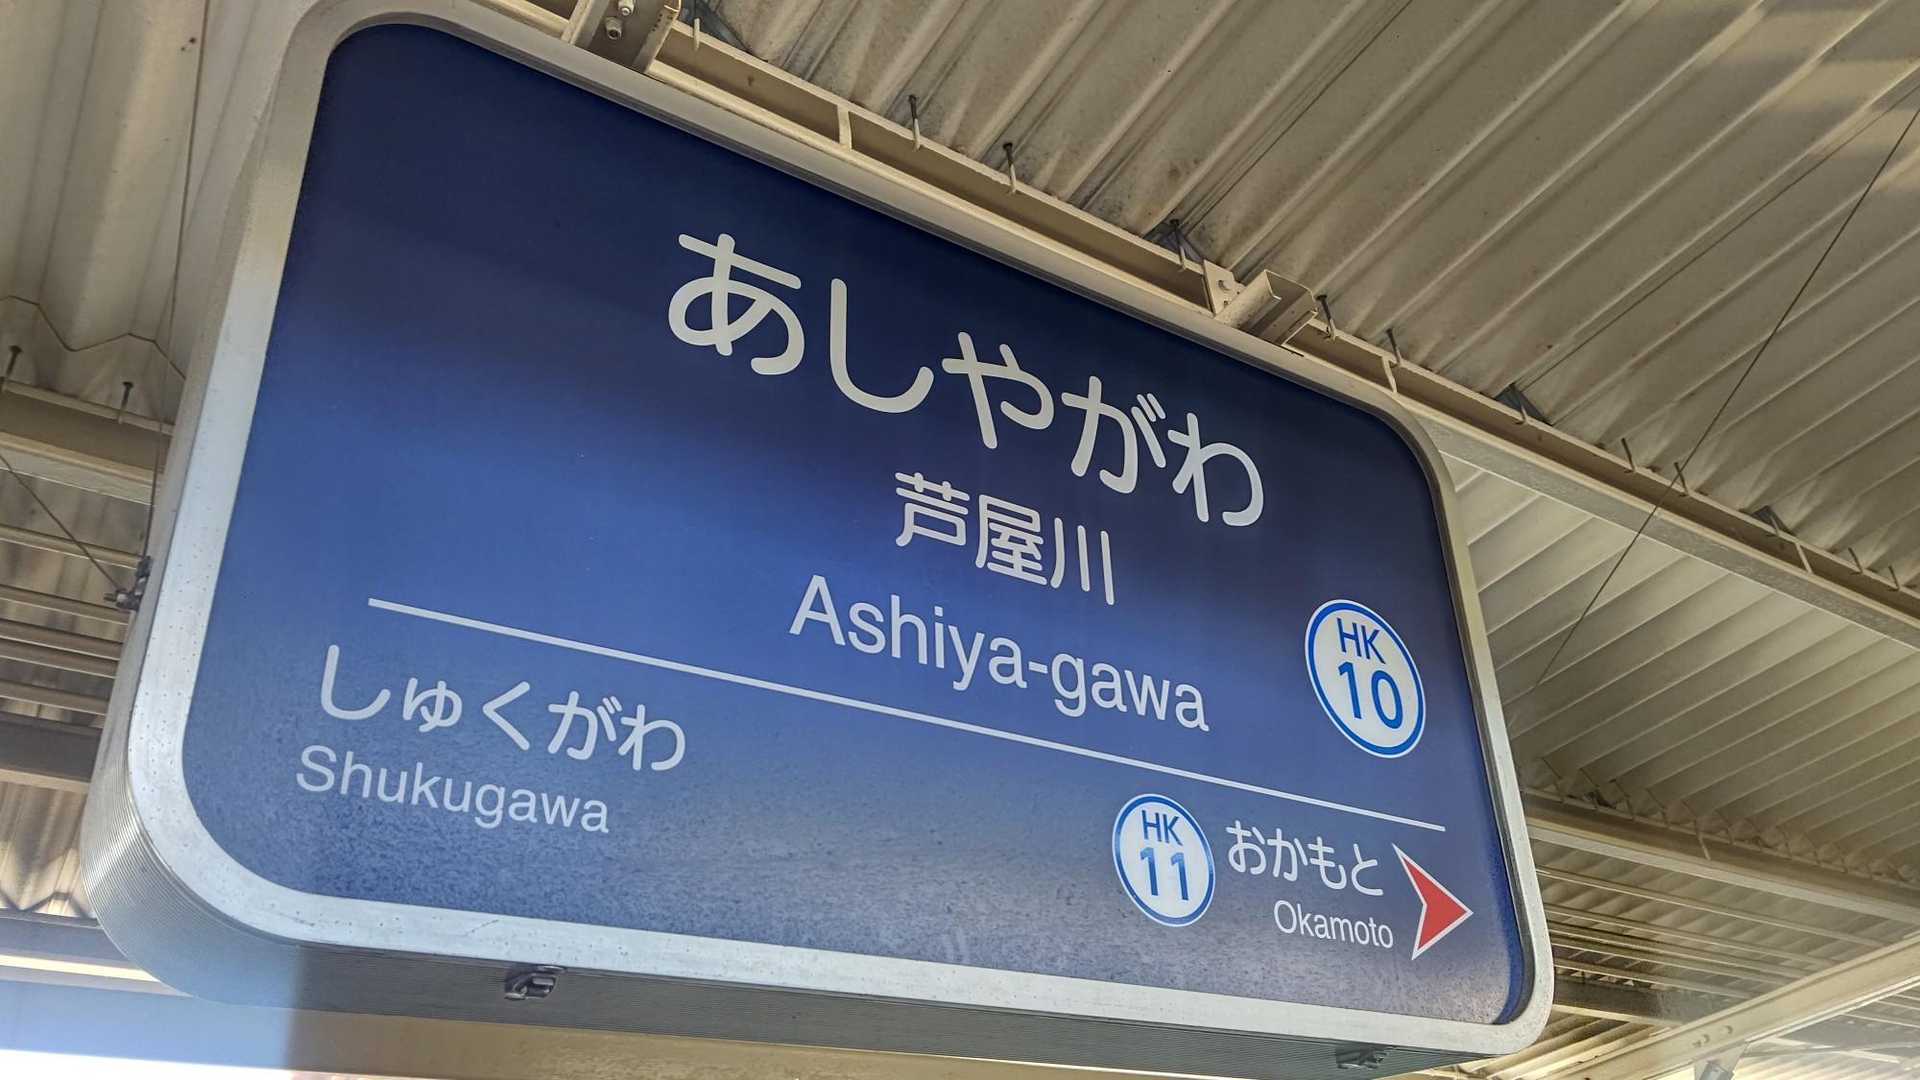 あしやがわ
芦屋川
Ashiya-gawa
HK
10
しゅくがわ
Shukugawa
HK
11
おかもと
Okamoto